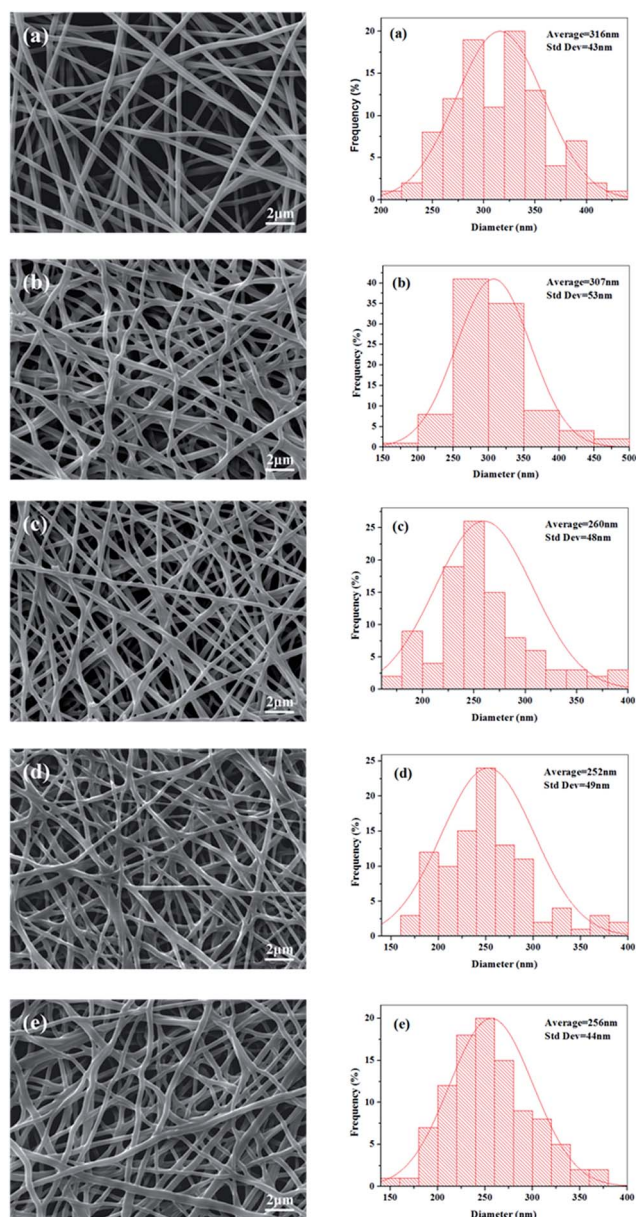 (a)
2μm
(a)
Average=316nm
Std Dev=43nm
Frequency (%)
20
15
10
5
0
200 250 300 350 400
Diameter (nm)
(b)
2μm
(b)
Average=307nm
Std Dev=53nm
Frequency (%)
40
35
30
25
20
15
10
5
0
150 200 250 300 350 400 450 500
Diameter (nm)
(c)
2μm
(c)
Average=260nm
Std Dev=48nm
Frequency (%)
25
20
15
10
5
0
200 250 300 350 400
Diameter (nm)
(d)
2μm
(d)
Average=252nm
Std Dev=49nm
Frequency (%)
25
20
15
10
5
0
150 200 250 300 350 400
Diameter (nm)
(e)
2μm
(e)
Average=256nm
Std Dev=44nm
Frequency (%)
20
15
10
5
0
150 200 250 300 350 400
Diameter (nm)